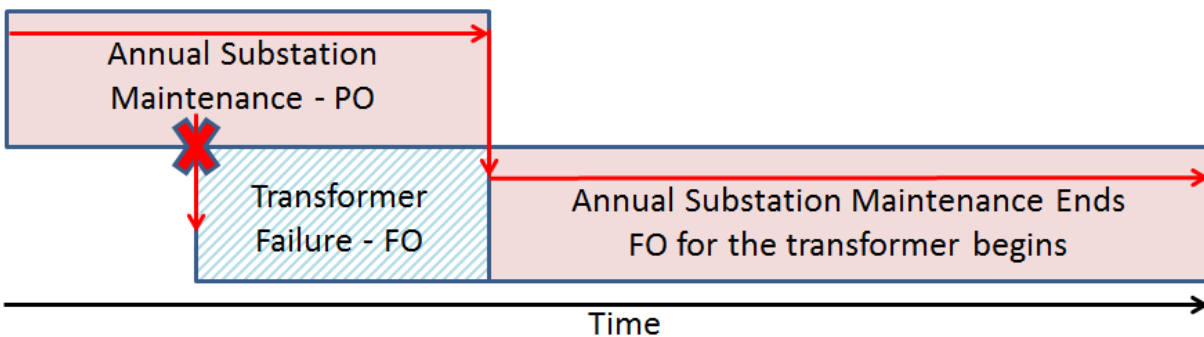 Annual Substation
Maintenance - PO
Transformer
Failure - FO
Annual Substation Maintenance Ends
FO for the transformer begins
Time